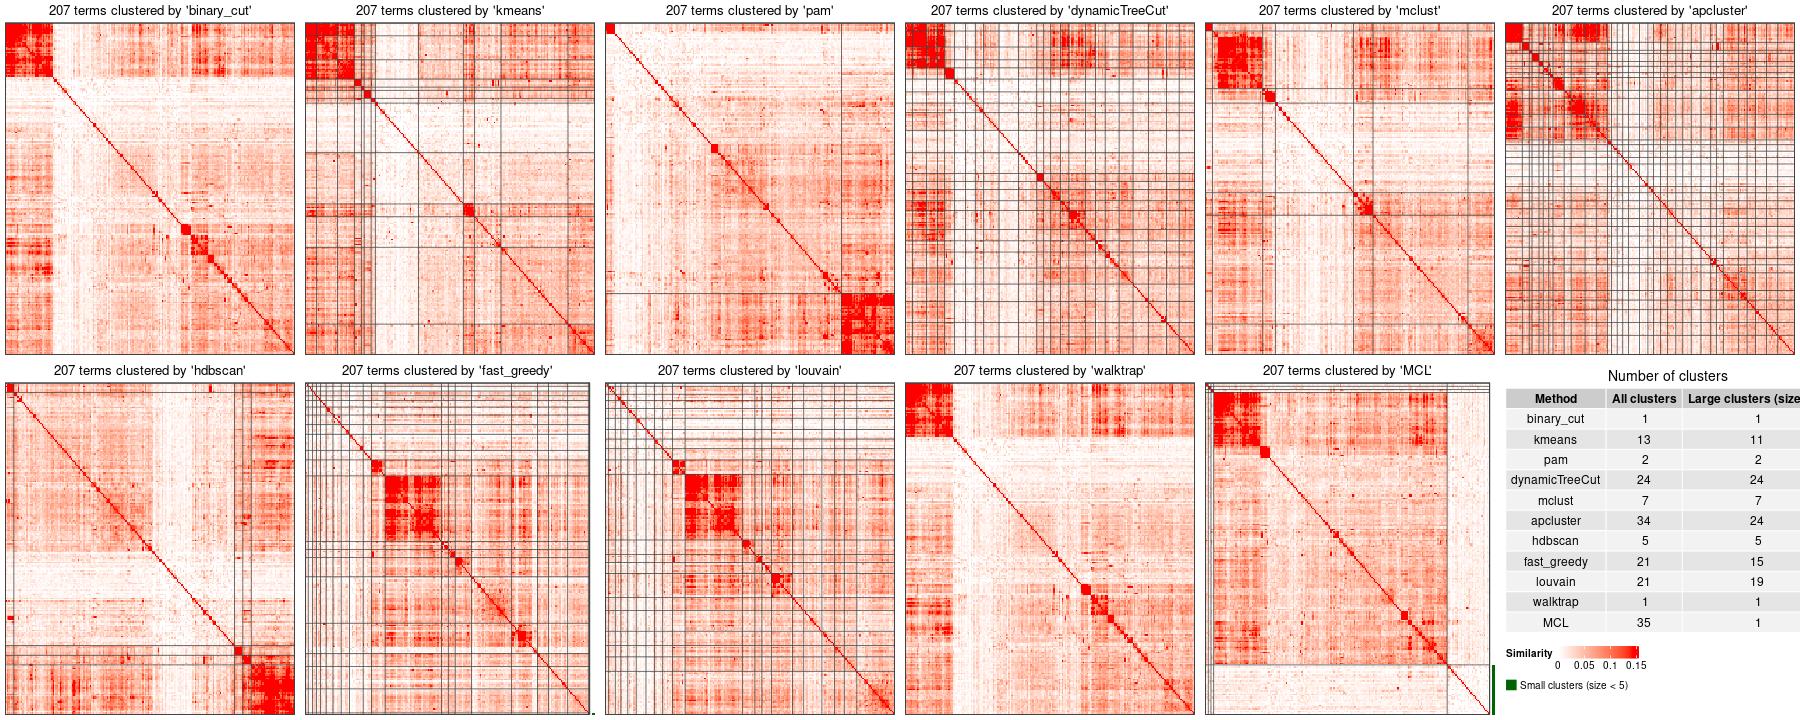 207 terms clustered by 'binary_cut'
207 terms clustered by 'kmeans'
207 terms clustered by 'pam'
207 terms clustered by 'dynamicTreeCut'
207 terms clustered by 'mclust'
207 terms clustered by 'apcluster'
207 terms clustered by 'hdbscan'
207 terms clustered by 'fast_greedy'
207 terms clustered by 'louvain'
207 terms clustered by 'walktrap'
207 terms clustered by 'MCL'
Number of clusters
Method All clusters Large clusters (size
binary_cut 1 1
kmeans 13 11
pam 2 2
dynamicTreeCut 24 24
mclust 7 7
apcluster 34 24
hdbscan 5 5
fast_greedy 21 15
louvain 21 19
walktrap 1 1
MCL 35 1
Similarity
0 0.05 0.1 0.15
Small clusters (size < 5)